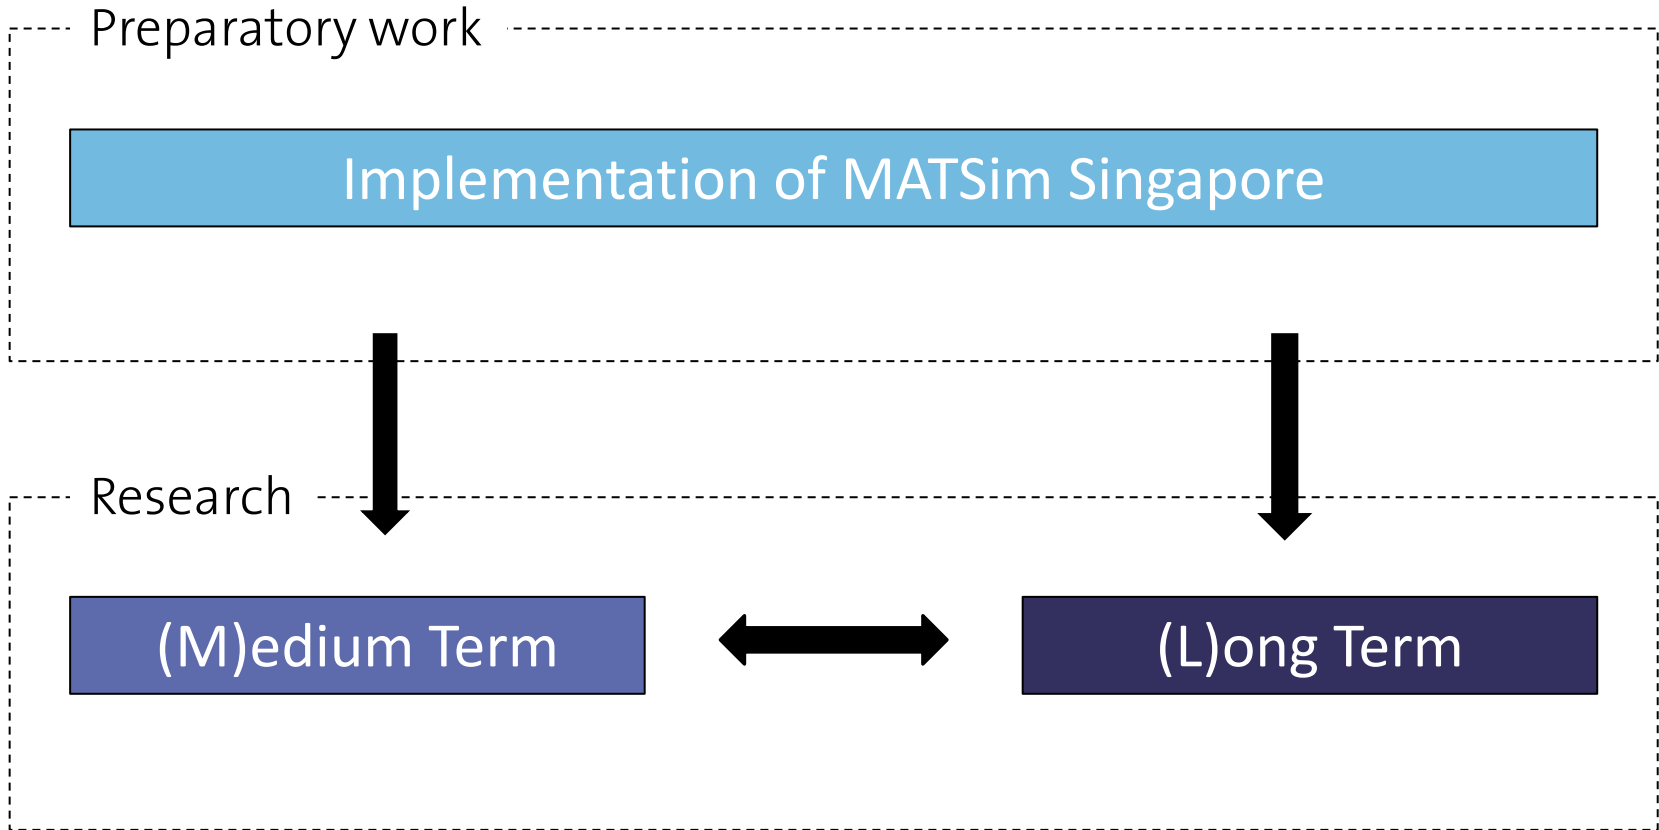 Preparatory work
Implementation of MATSim Singapore
Research
(M)edium Term
(L)ong Term